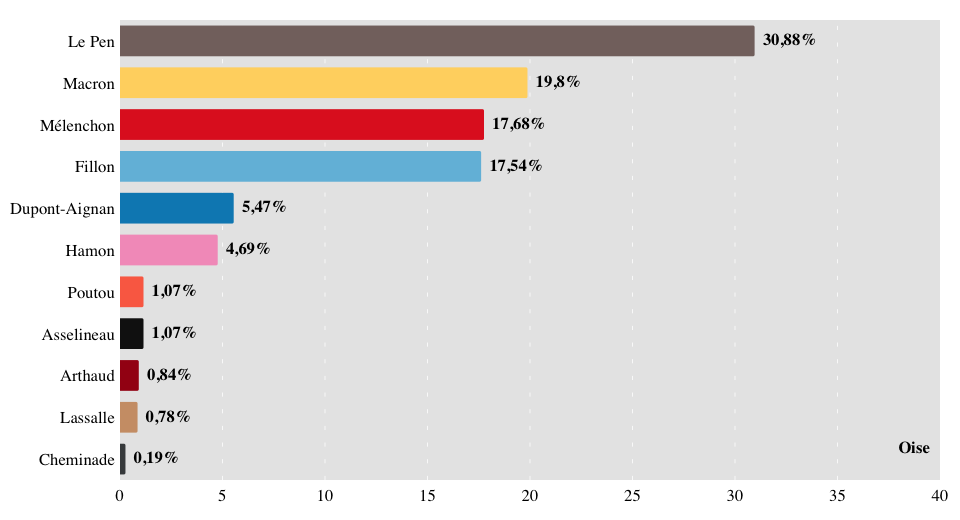 Le Pen 30,88%
Macron 19,8%
Mélenchon 17,68%
Fillon 17,54%
Dupont-Aignan 5,47%
Hamon 4,69%
Poutou 1,07%
Asselineau 1,07%
Arthaud 0,84%
Lassalle 0,78%
Oise
Cheminade 0,19%
0 5 10 15 20 25 30 35 40